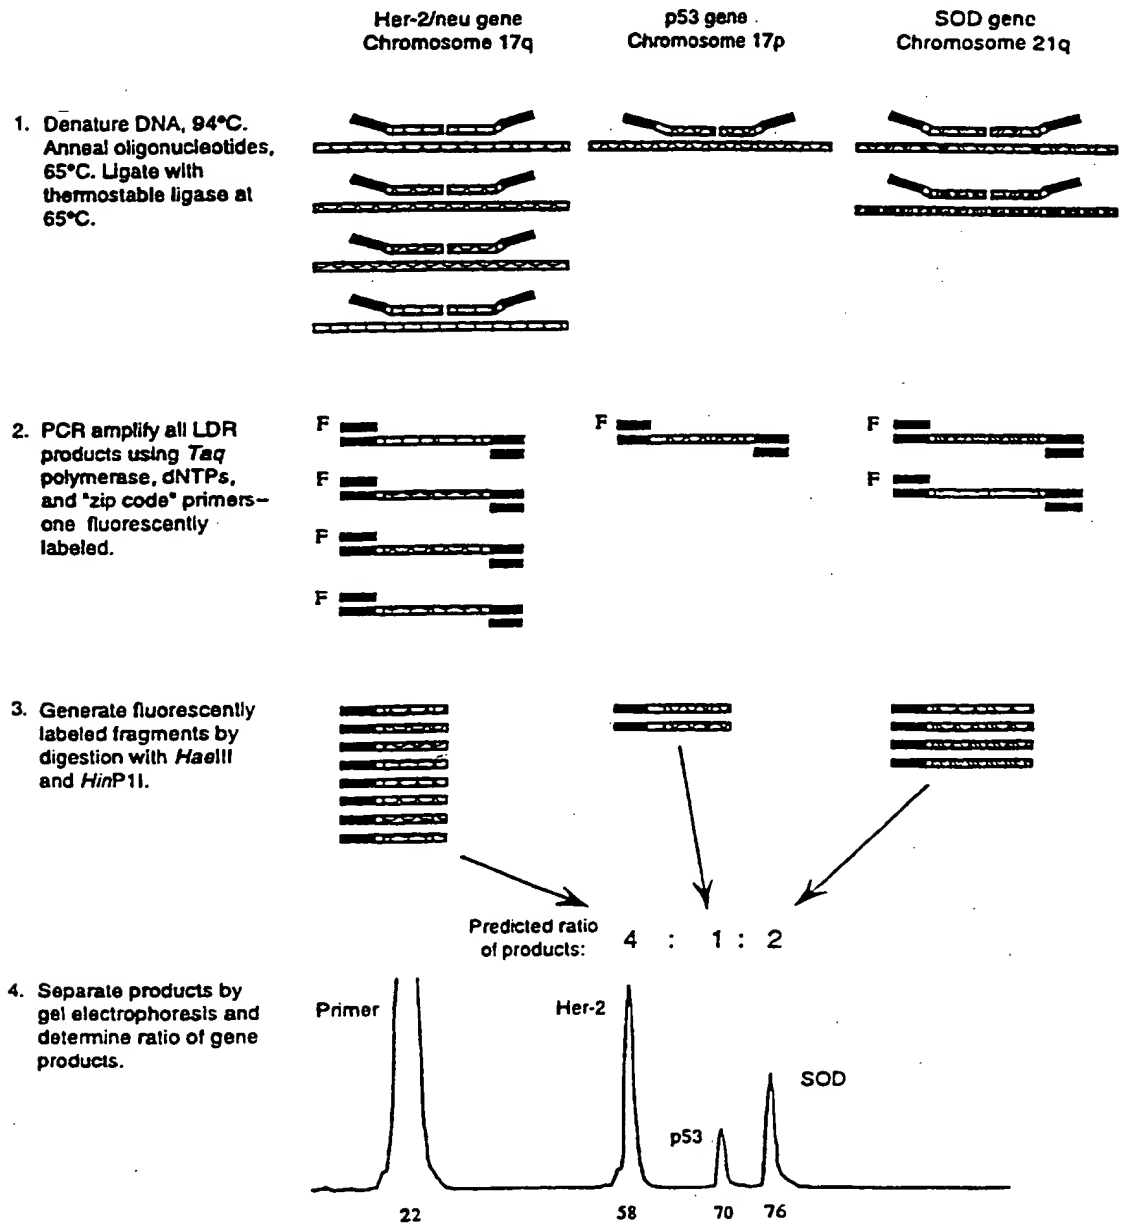 Her-2/neu gene
Chromosome 17q
p53 gene
Chromosome 17p
SOD gene
Chromosome 21q
1. Denature DNA, 94°C.
Anneal oligonucleotides,
65°C. Ligate with
thermostable ligase at
65°C.
2. PCR amplify all LDR
products using Taq
polymerase, dNTPs,
and "zip code" primers–
one fluorescently
labeled.
F
F
F
F
F
F
F
3. Generate fluorescently
labeled fragments by
digestion with HaeIII
and HinP1I.
Predicted ratio
of products:
4 : 1 : 2
4. Separate products by
gel electrophoresis and
determine ratio of gene
products.
Primer
Her-2
p53
SOD
22
58
70
76